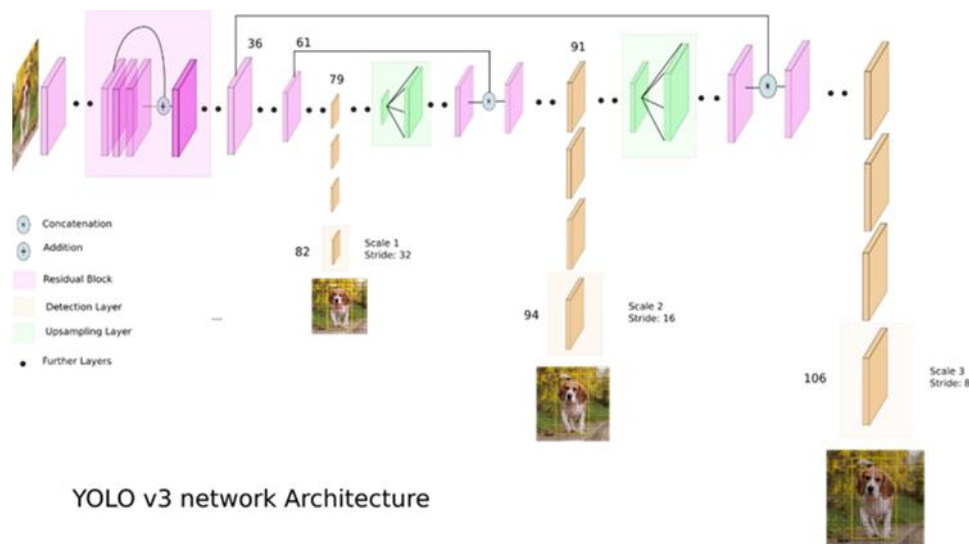 36
61
79
91
Concatenation
Addition
Residual Block
Detection Layer
Upsampling Layer
Further Layers
...
82
Scale 1
Stride: 32
94
Scale 2
Stride: 16
106
Scale 3
Stride: 8
YOLO v3 network Architecture